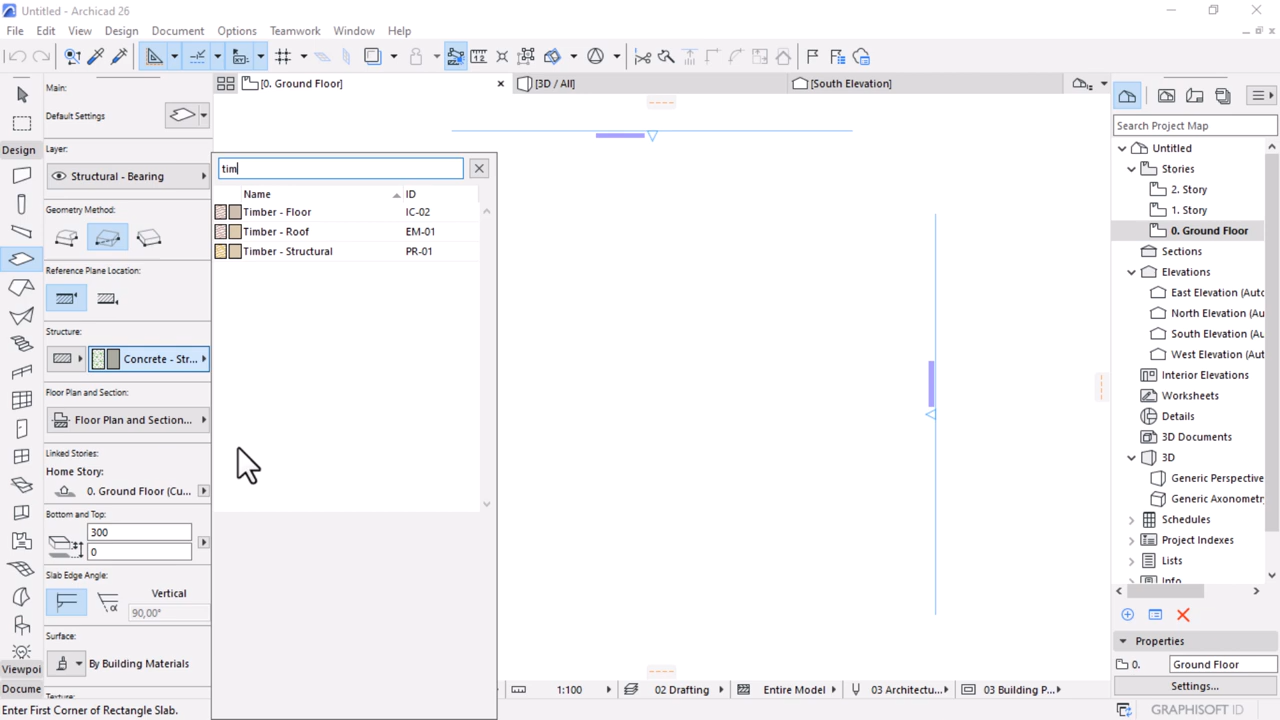 Untitled - Archicad 26
File Edit View Design Document Options Teamwork Window Help
[0. Ground Floor]
[3D / All]
[South Elevation]
Main:
Default Settings
Design
Layer:
Structural - Bearing
Geometry Method:
Reference Plane Location:
Structure:
Concrete - Str...
Floor Plan and Section:
Floor Plan and Section...
Linked Stories:
Home Story:
0. Ground Floor (Cu...
Bottom and Top:
300
0
Slab Edge Angle:
Vertical
90,00°
Surface:
By Building Materials
Viewpoi
Docume
Enter First Corner of Rectangle Slab.
tim
Name ID
Timber - Floor IC-02
Timber - Roof EM-01
Timber - Structural PR-01
1:100
02 Drafting
Entire Model
03 Architectu...
03 Building P...
Search Project Map
Untitled
Stories
2. Story
1. Story
0. Ground Floor
Sections
Elevations
East Elevation (Aut
North Elevation (Au
South Elevation (Au
West Elevation (Aut
Interior Elevations
Worksheets
Details
3D Documents
3D
Generic Perspective
Generic Axonometr
Schedules
Project Indexes
Lists
Properties
0. Ground Floor
Settings...
GRAPHISOFT ID